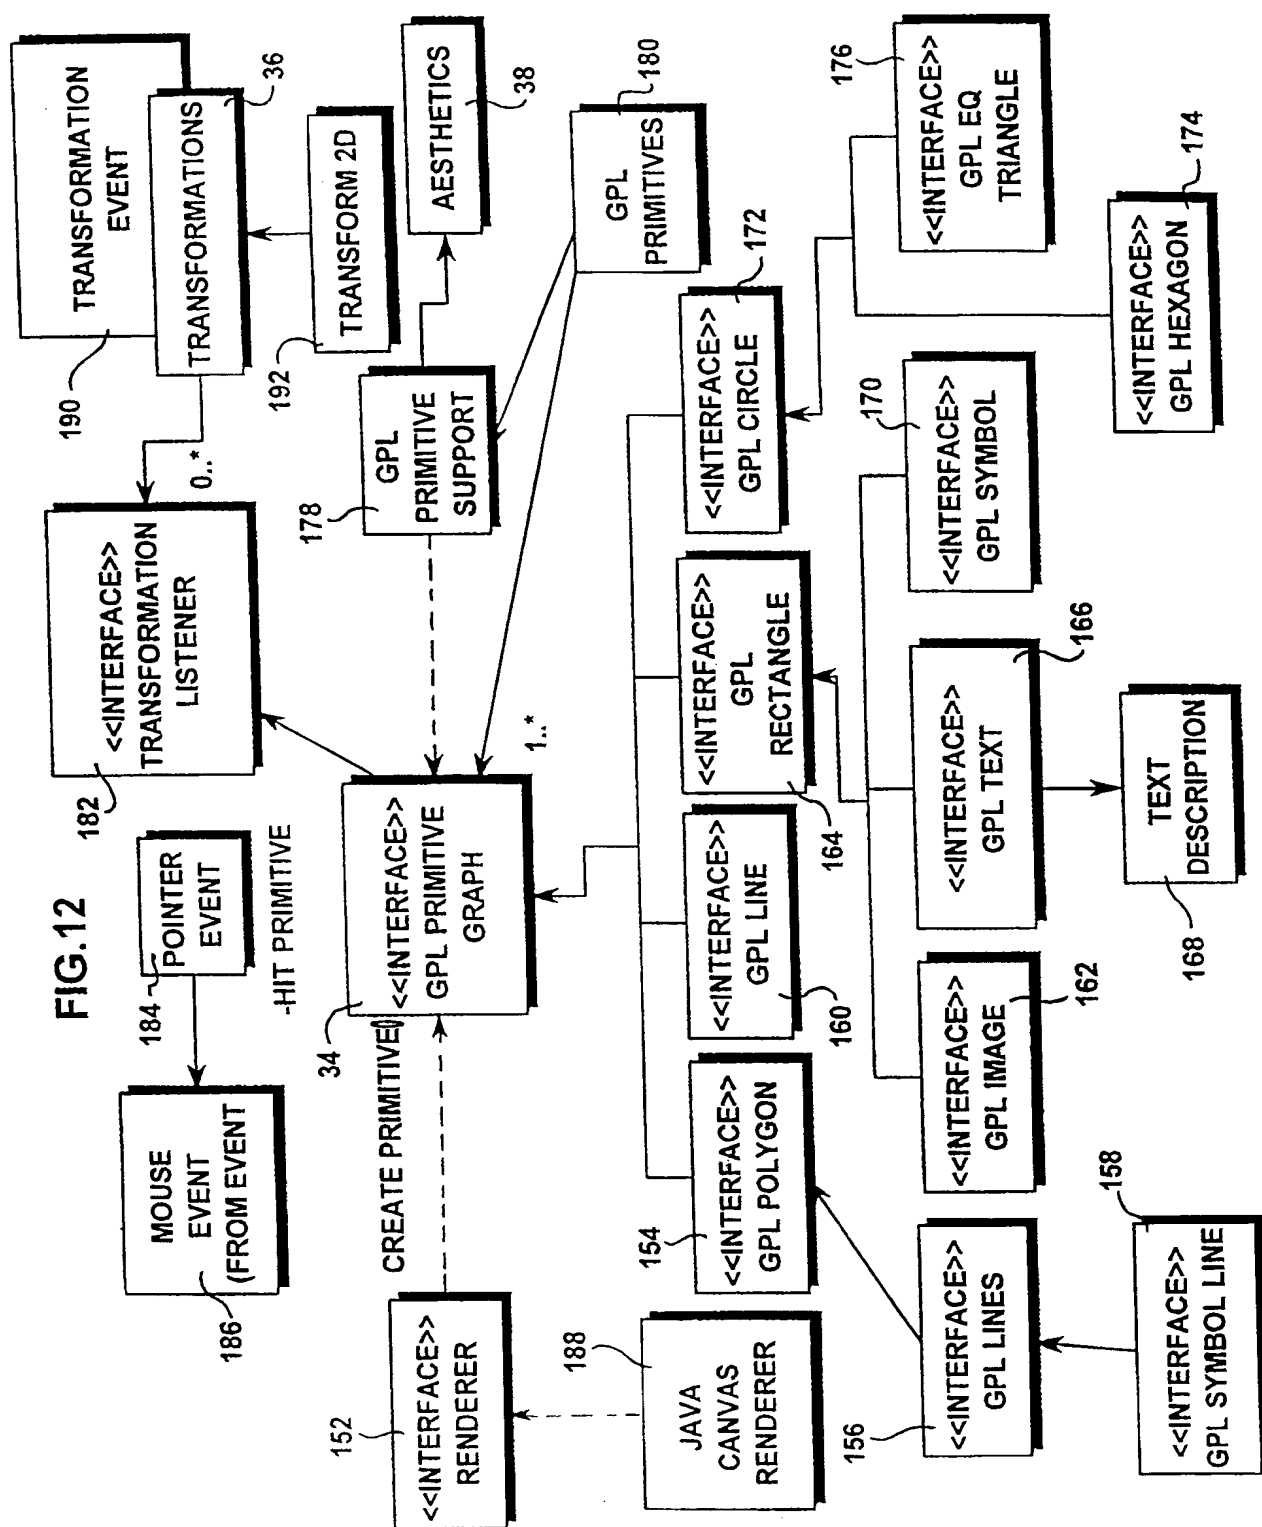 FIG.12
190
TRANSFORMATION
EVENT
TRANSFORMATIONS
36
0..*
192
TRANSFORM 2D
AESTHETICS
38
<<INTERFACE>>
TRANSFORMATION
LISTENER
182
178
GPL
PRIMITIVE
SUPPORT
GPL
PRIMITIVES
180
184
POINTER
EVENT
-HIT PRIMITIVE
MOUSE
EVENT
(FROM EVENT)
186
34
<<INTERFACE>>
GPL PRIMITIVE
GRAPH
1..*
CREATE PRIMITIVE()
152
<<INTERFACE>>
RENDERER
188
JAVA
CANVAS
RENDERER
154
<<INTERFACE>>
GPL POLYGON
<<INTERFACE>>
GPL LINE
160
<<INTERFACE>>
GPL
RECTANGLE
164
<<INTERFACE>>
GPL CIRCLE
172
<<INTERFACE>>
GPL EQ
TRIANGLE
176
156
<<INTERFACE>>
GPL LINES
<<INTERFACE>>
GPL IMAGE
162
<<INTERFACE>>
GPL TEXT
166
<<INTERFACE>>
GPL SYMBOL
170
<<INTERFACE>>
GPL HEXAGON
174
<<INTERFACE>>
GPL SYMBOL LINE
158
TEXT
DESCRIPTION
168